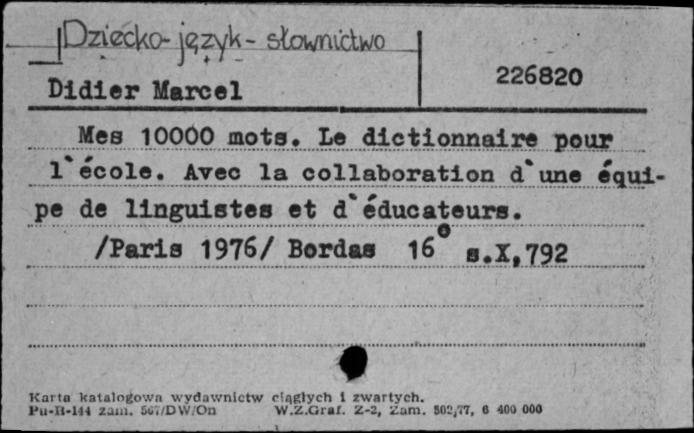 Dziecko - język - słownictwo
Didier Marcel 226820
Mes 10000 mots. Le dictionnaire pour
l`école. Avec la collaboration d`une équi-
pe de linguistes et d`éducateurs.
/Paris 1976/ Bordas 16° s.X,792
Karta katalogowa wydawnictw ciągłych i zwartych.
Pu-B-144 zam. 567/DW/On W.Z.Graf. Z-2, Zam. 502,77, 6 400 000